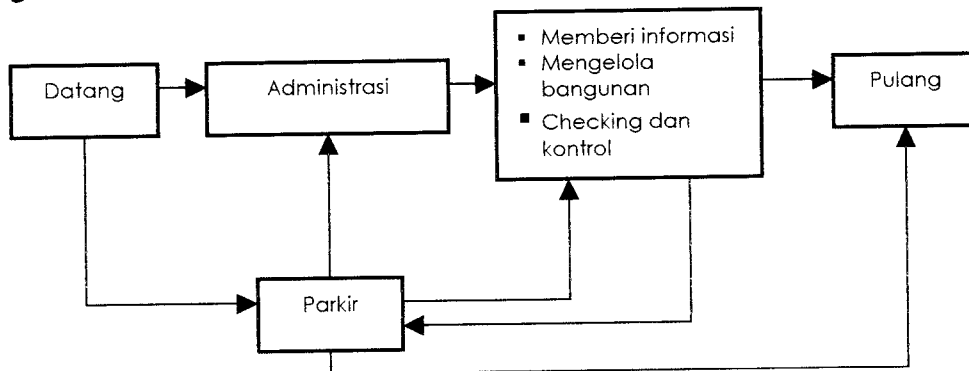 Datang
Administrasi
▪ Memberi informasi
▪ Mengelola
bangunan
▪ Checking dan
kontrol
Pulang
Parkir